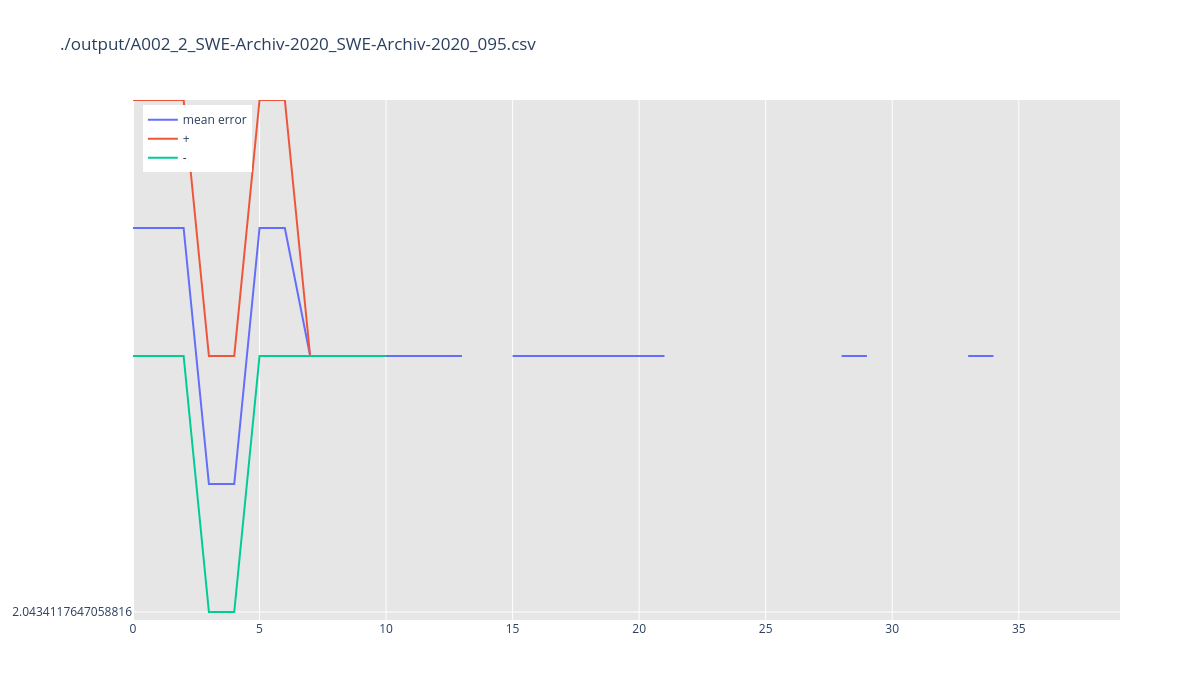 ./output/A002_2_SWE-Archiv-2020_SWE-Archiv-2020_095.csv
mean error
+
-
2.0434117647058816
0 5 10 15 20 25 30 35